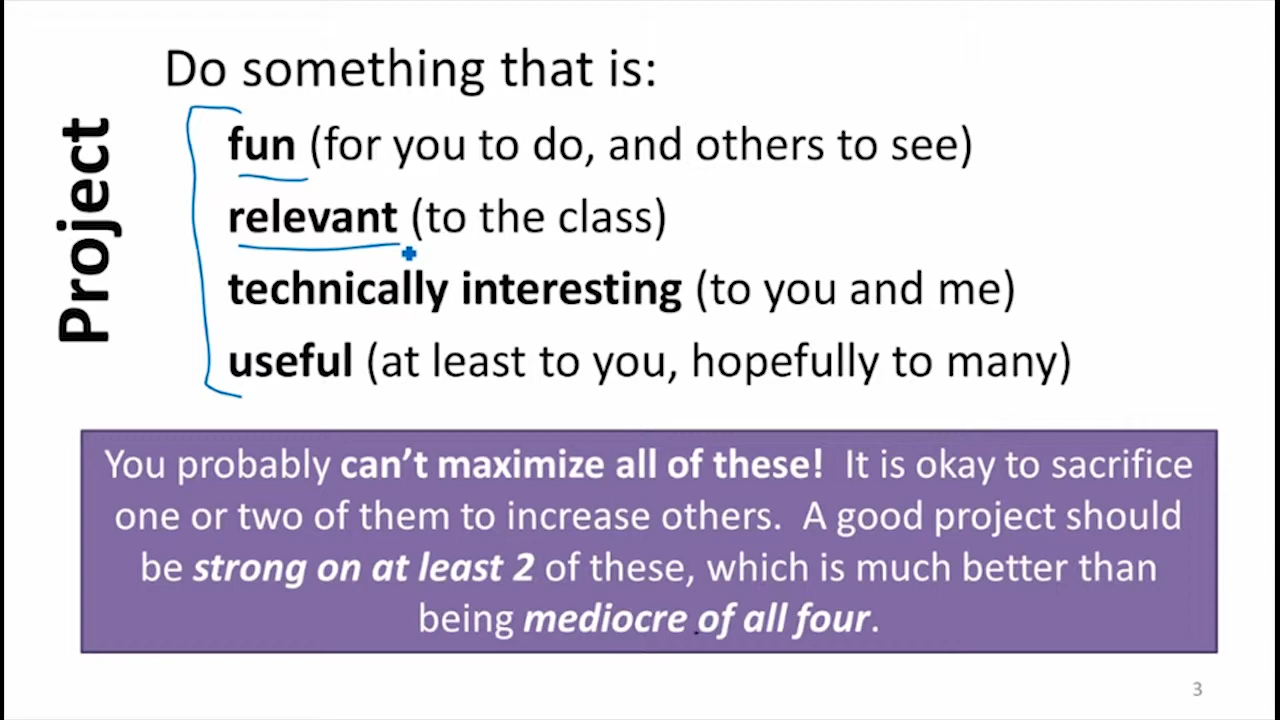 Project
Do something that is:
fun (for you to do, and others to see)
relevant (to the class)
technically interesting (to you and me)
useful (at least to you, hopefully to many)
You probably can't maximize all of these! It is okay to sacrifice
one or two of them to increase others. A good project should
be strong on at least 2 of these, which is much better than
being mediocre of all four.
3